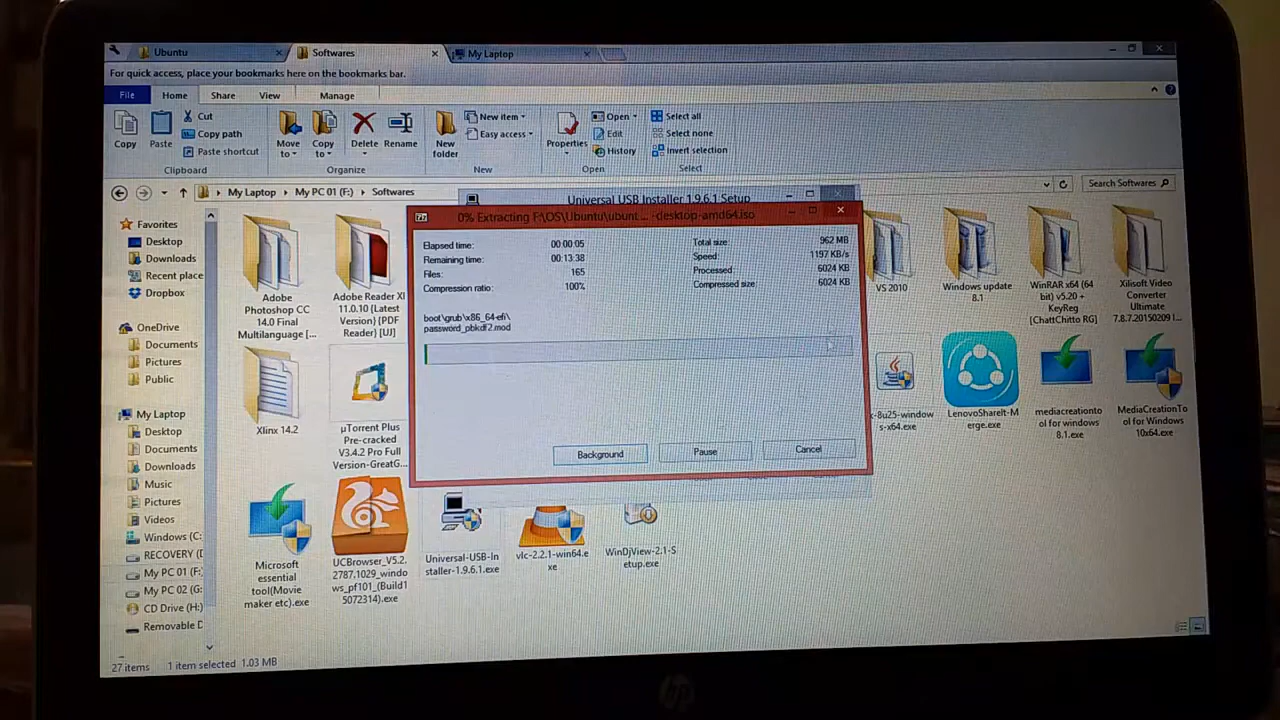 Ubuntu
Softwares
My Laptop
For quick access, place your bookmarks here on the bookmarks bar.
File Home Share View Manage
Copy
Paste
Cut
Copy path
Paste shortcut
Move to
Copy to
Delete
Rename
New folder
New item
Easy access
Properties
Open
Edit
History
Select all
Select none
Invert selection
Clipboard Organize New Open Select
My Laptop My PC 01 (F:) Softwares
Search Softwares
Favorites
Desktop
Downloads
Recent place
Dropbox
OneDrive
Documents
Pictures
Public
My Laptop
Desktop
Documents
Downloads
Music
Pictures
Videos
Windows (C:
RECOVERY (D
My PC 01 (F:
My PC 02 (G:
CD Drive (H:)
Removable D
27 items 1 item selected 1.03 MB
Universal USB Installer 1.9.6.1 Setup
0% Extracting F:\OS\Ubuntu\ubunt ... -desktop-amd64.iso
Elapsed time: 00:00:05
Remaining time: 00:13:38
Files: 165
Compression ratio: 100%
Total size: 962 MB
Speed: 1197 KB/s
Processed: 6024 KB
Compressed size: 6024 KB
boot\grub\x86_64-efi\
password_pbkdf2.mod
Background
Pause
Cancel
Adobe
Photoshop CC
14.0 Final
Multilanguage [...
Adobe Reader XI
11.0.10 [Latest
Version) [PDF
Reader) [UJ]
VS 2010
Windows update
8.1
WinRAR x64 (64
bit) v5.20 +
KeyReg
[ChattChitto RG]
Xilisoft Video
Converter
Ultimate
7.8.7.201502091...
Xlinx 14.2
µTorrent Plus
Pre-cracked
V3.4.2 Pro Full
Version-GreatG...
-8u25-window
s-x64.exe
LenovoShareIt-M
erge.exe
mediacreationto
ol for windows
8.1.exe
MediaCreationTo
ol for Windows
10x64.exe
Microsoft
essential
tool(Movie
maker etc).exe
UCBrowser_V5.2.
2787.1029_windo
ws_pf101_(Build1
5072314).exe
Universal-USB-In
staller-1.9.6.1.exe
vlc-2.2.1-win64.e
xe
WinDjView-2.1-S
etup.exe
hp